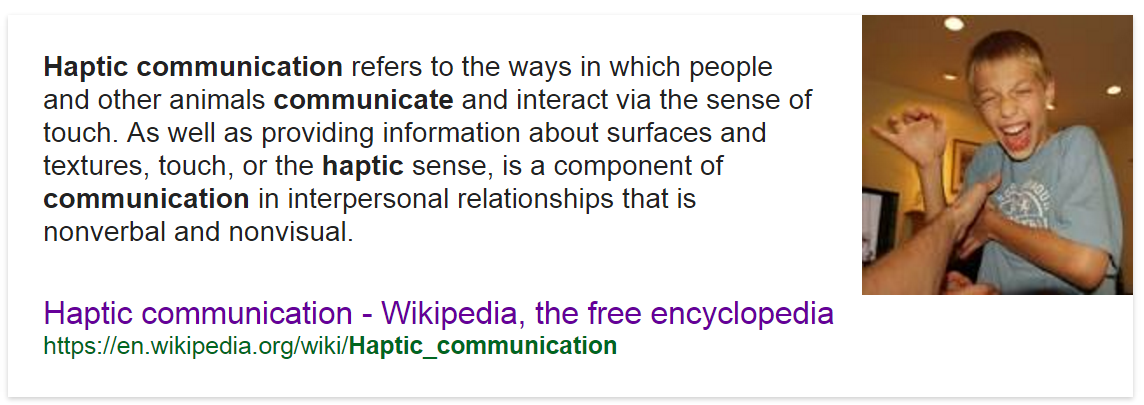 Haptic communication refers to the ways in which people
and other animals communicate and interact via the sense of
touch. As well as providing information about surfaces and
textures, touch, or the haptic sense, is a component of
communication in interpersonal relationships that is
nonverbal and nonvisual.
Haptic communication - Wikipedia, the free encyclopedia
https://en.wikipedia.org/wiki/Haptic_communication